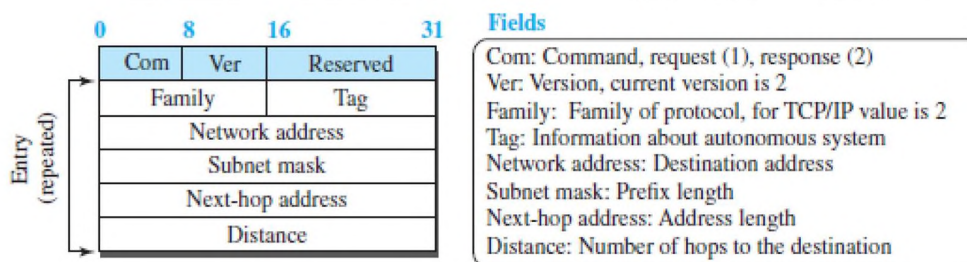 0 8 16 31
Com Ver Reserved
Family Tag
Network address
Subnet mask
Next-hop address
Distance
Entry
(repeated)
Fields
Com: Command, request (1), response (2)
Ver: Version, current version is 2
Family: Family of protocol, for TCP/IP value is 2
Tag: Information about autonomous system
Network address: Destination address
Subnet mask: Prefix length
Next-hop address: Address length
Distance: Number of hops to the destination